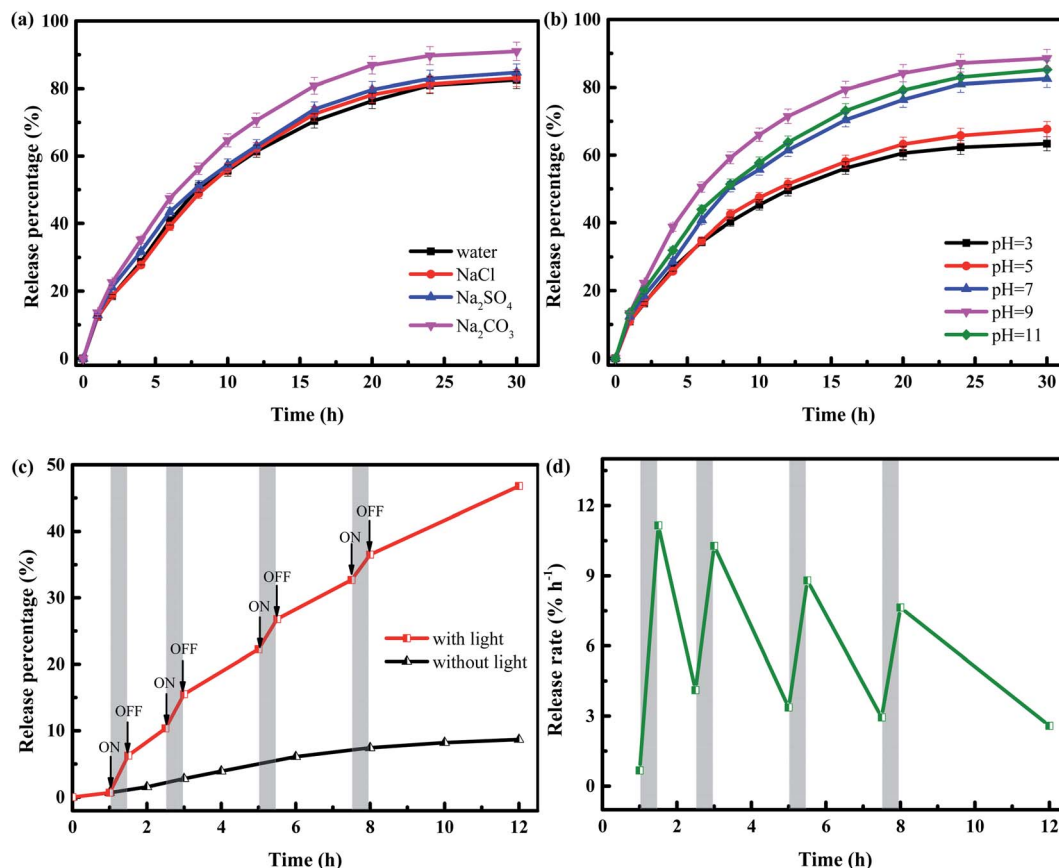 (a)
100
80
60
40
20
0
Release percentage (%)
water
NaCl
Na₂SO₄
Na₂CO₃
0 5 10 15 20 25 30
Time (h)
(b)
100
80
60
40
20
0
Release percentage (%)
pH=3
pH=5
pH=7
pH=9
pH=11
0 5 10 15 20 25 30
Time (h)
(c)
50
40
30
20
10
0
Release percentage (%)
ON
OFF
ON
OFF
ON
OFF
ON
OFF
with light
without light
0 2 4 6 8 10 12
Time (h)
(d)
12
9
6
3
0
Release rate (% h⁻¹)
0 2 4 6 8 10 12
Time (h)